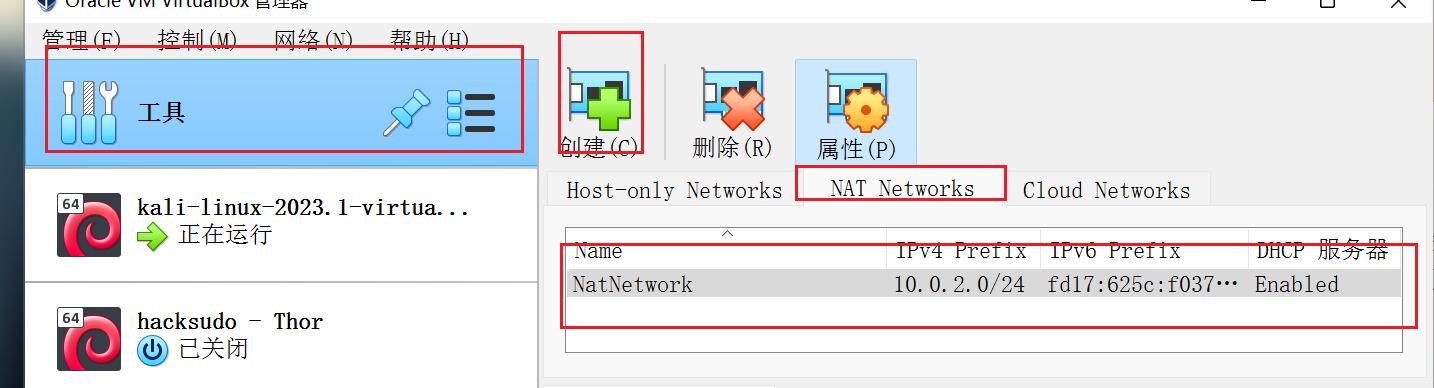 Oracle VM VirtualBox 管理器
管理(F) 控制(M) 网络(N) 帮助(H)
工具
创建(C) 删除(R) 属性(P)
Host-only Networks NAT Networks Cloud Networks
64
kali-linux-2023.1-virtua...
正在运行
Name IPv4 Prefix IPv6 Prefix DHCP 服务器
NatNetwork 10.0.2.0/24 fd17:625c:f037··· Enabled
64
hacksudo - Thor
已关闭